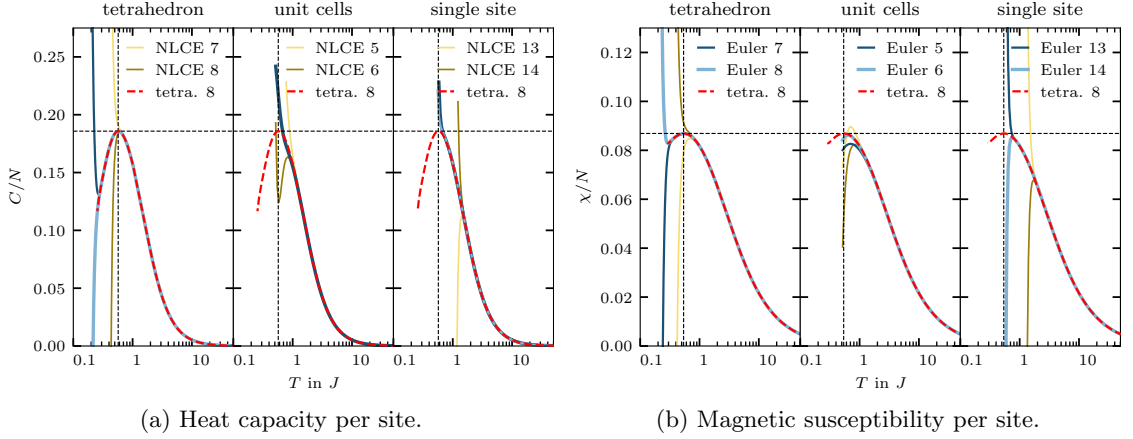 tetrahedron unit cells single site
NLCE 7
NLCE 8
tetra. 8
NLCE 5
NLCE 6
tetra. 8
NLCE 13
NLCE 14
tetra. 8
0.25
0.20
0.15
0.10
0.05
0.00
C/N
0.1 1 10 0.1 1 10 0.1 1 10
T in J
(a) Heat capacity per site.
tetrahedron unit cells single site
Euler 7
Euler 8
tetra. 8
Euler 5
Euler 6
tetra. 8
Euler 13
Euler 14
tetra. 8
0.12
0.10
0.08
0.06
0.04
0.02
0.00
χ/N
0.1 1 10 0.1 1 10 0.1 1 10
T in J
(b) Magnetic susceptibility per site.